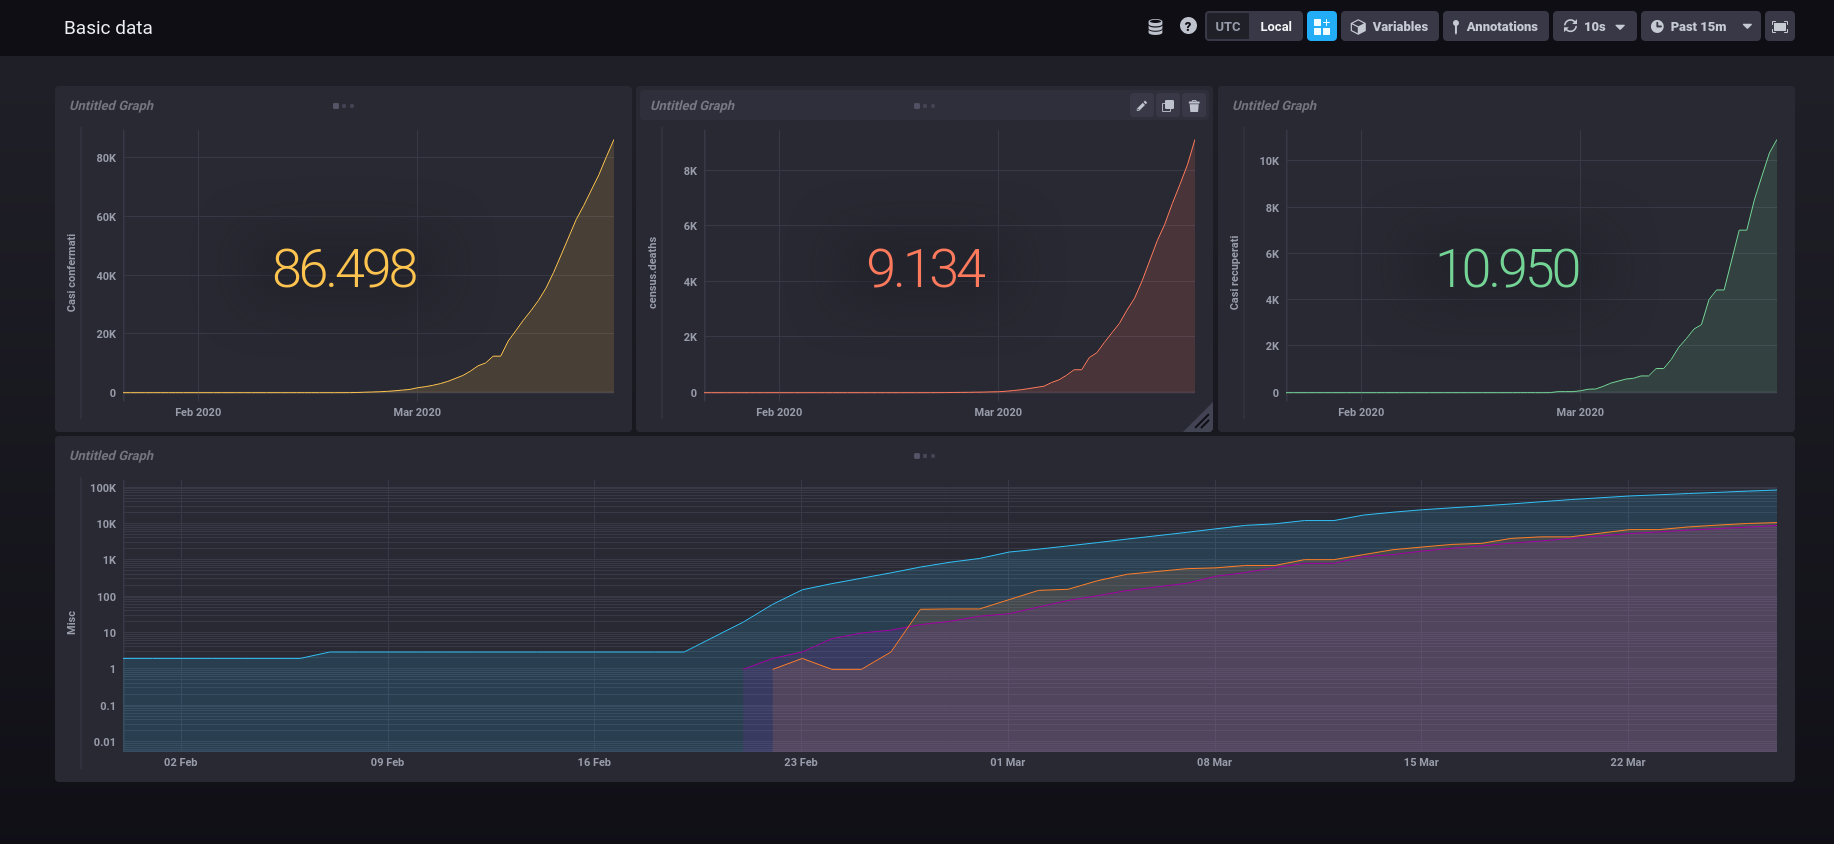 Basic data
? UTC Local Variables Annotations 10s Past 15m
Untitled Graph
Casi confermati
80K
60K
40K
20K
0
86.498
Feb 2020 Mar 2020
Untitled Graph
census.deaths
8K
6K
4K
2K
0
9.134
Feb 2020 Mar 2020
Untitled Graph
Casi recuperati
10K
8K
6K
4K
2K
0
10.950
Feb 2020 Mar 2020
Untitled Graph
Misc
100K
10K
1K
100
10
1
0.1
0.01
02 Feb 09 Feb 16 Feb 23 Feb 01 Mar 08 Mar 15 Mar 22 Mar